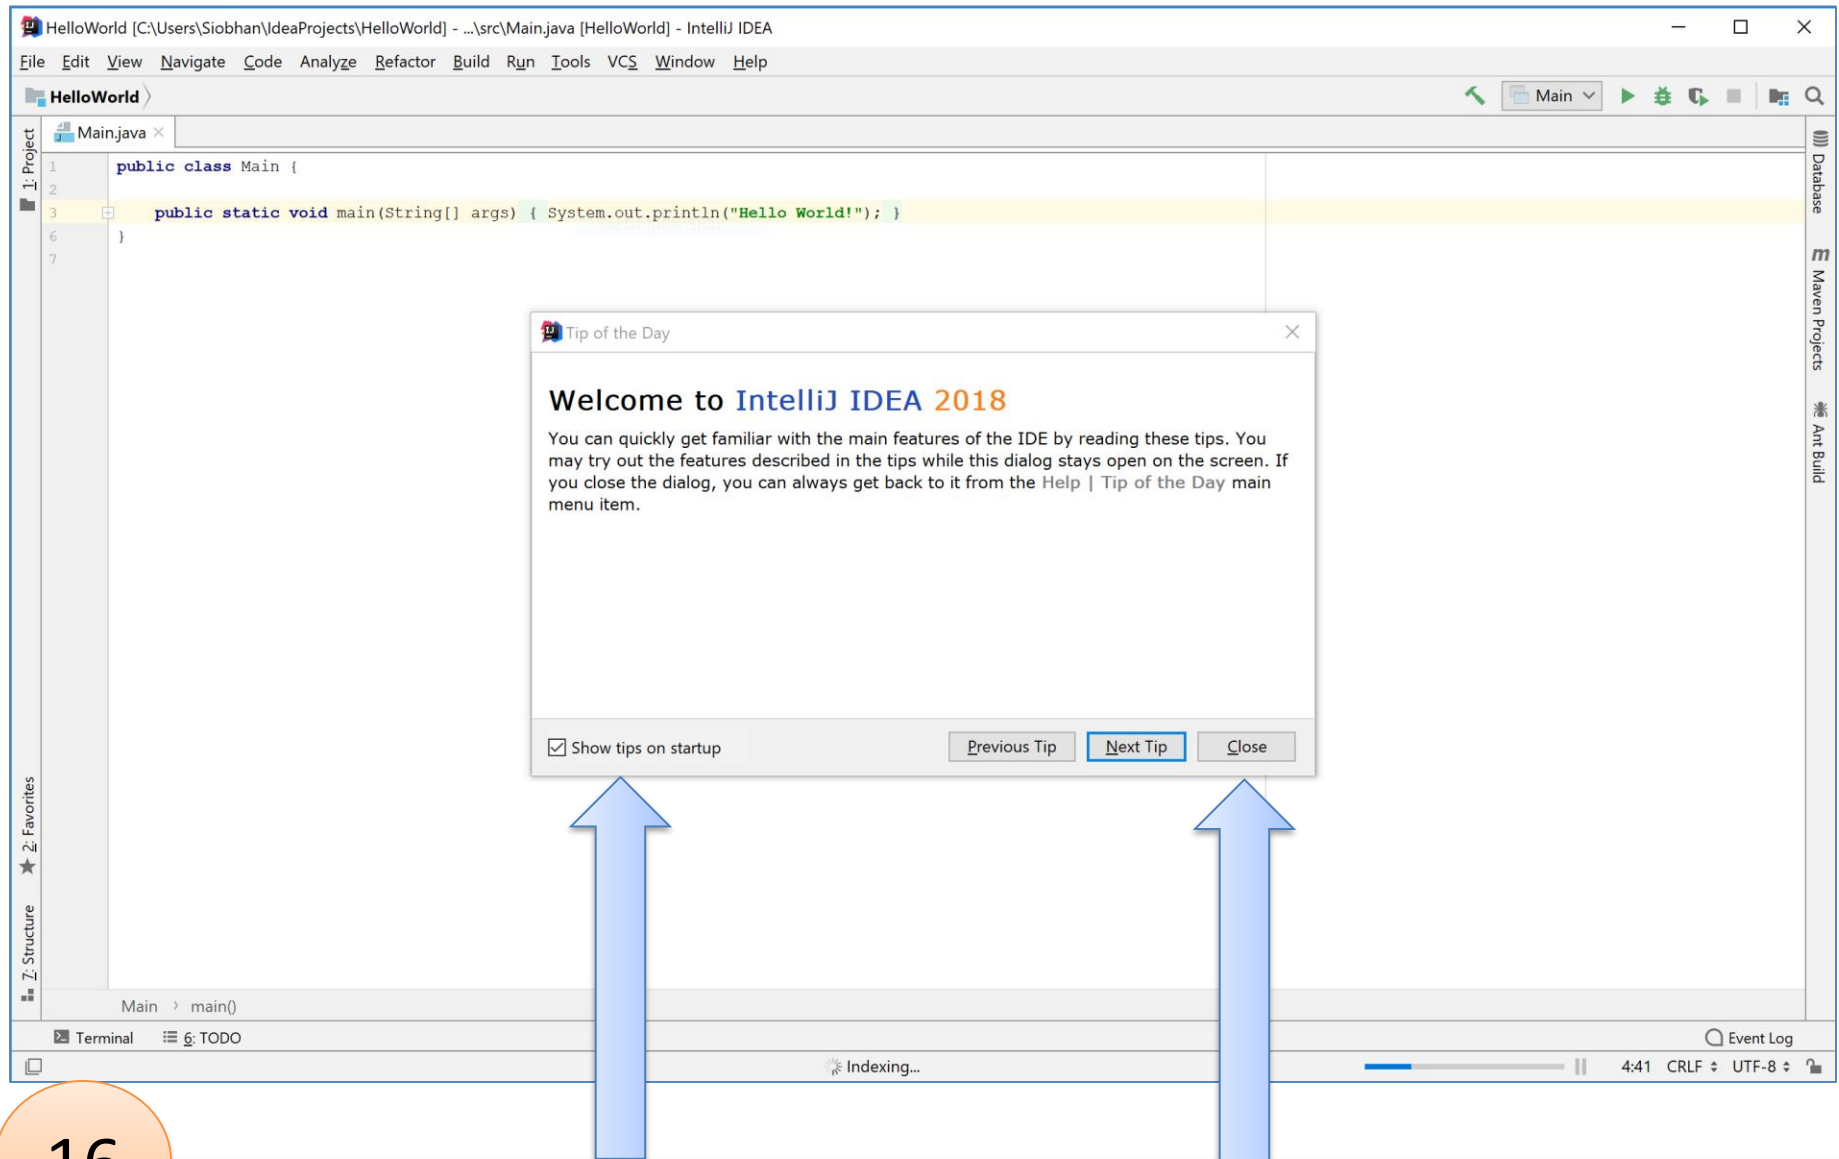 HelloWorld [C:\Users\Siobhan\IdeaProjects\HelloWorld] - ...\src\Main.java [HelloWorld] - IntelliJ IDEA
File Edit View Navigate Code Analyze Refactor Build Run Tools VCS Window Help
HelloWorld
Main
Main.java
1: Project
1 public class Main {
2
3 public static void main(String[] args) { System.out.println("Hello World!"); }
6 }
7
Database
Maven Projects
Ant Build
Tip of the Day
Welcome to IntelliJ IDEA 2018
You can quickly get familiar with the main features of the IDE by reading these tips. You
may try out the features described in the tips while this dialog stays open on the screen. If
you close the dialog, you can always get back to it from the Help | Tip of the Day main
menu item.
Show tips on startup
Previous Tip
Next Tip
Close
2: Favorites
7: Structure
Main › main()
Terminal
6: TODO
Event Log
Indexing...
4:41 CRLF UTF-8
16